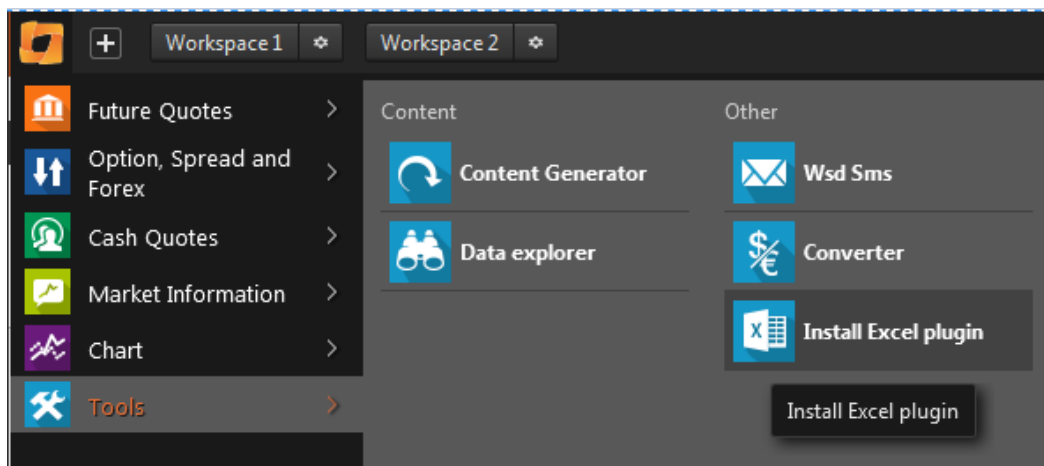 Workspace 1
Workspace 2
Future Quotes
Option, Spread and
Forex
Cash Quotes
Market Information
Chart
Tools
Content
Content Generator
Data explorer
Other
Wsd Sms
Converter
Install Excel plugin
Install Excel plugin